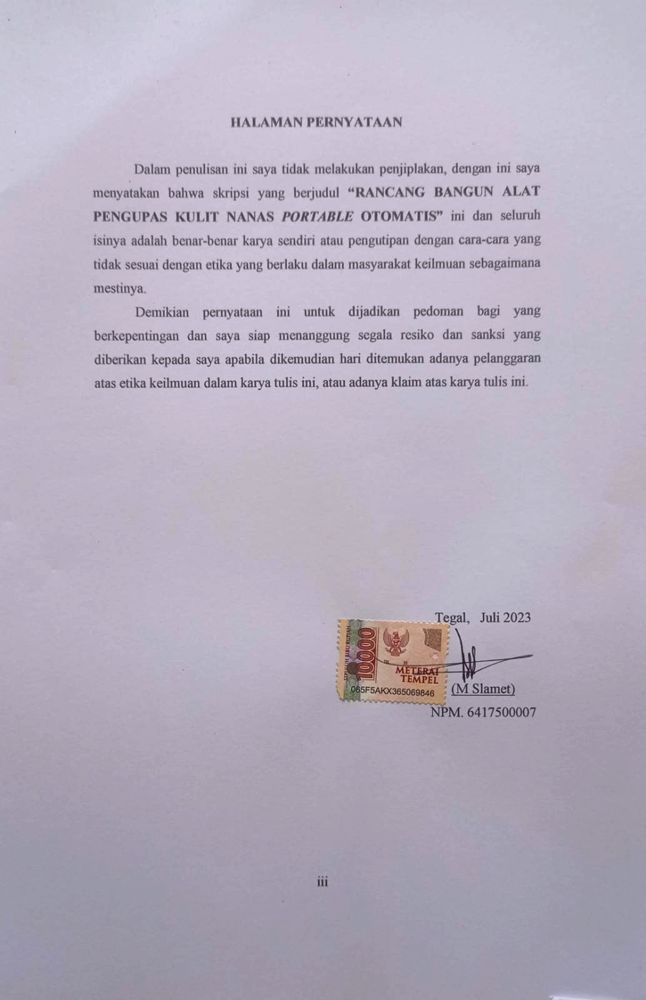 HALAMAN PERNYATAAN
Dalam penulisan ini saya tidak melakukan penjiplakan, dengan ini saya
menyatakan bahwa skripsi yang berjudul “RANCANG BANGUN ALAT
PENGUPAS KULIT NANAS PORTABLE OTOMATIS” ini dan seluruh
isinya adalah benar-benar karya sendiri atau pengutipan dengan cara-cara yang
tidak sesuai dengan etika yang berlaku dalam masyarakat keilmuan sebagaimana
mestinya.
Demikian pernyataan ini untuk dijadikan pedoman bagi yang
berkepentingan dan saya siap menanggung segala resiko dan sanksi yang
diberikan kepada saya apabila dikemudian hari ditemukan adanya pelanggaran
atas etika keilmuan dalam karya tulis ini, atau adanya klaim atas karya tulis ini.
Tegal, Juli 2023
SEPULUH RIBU RUPIAH
10000
TGL. 20
METERAI
TEMPEL
065F5AKX365069846
(M Slamet)
NPM. 6417500007
iii